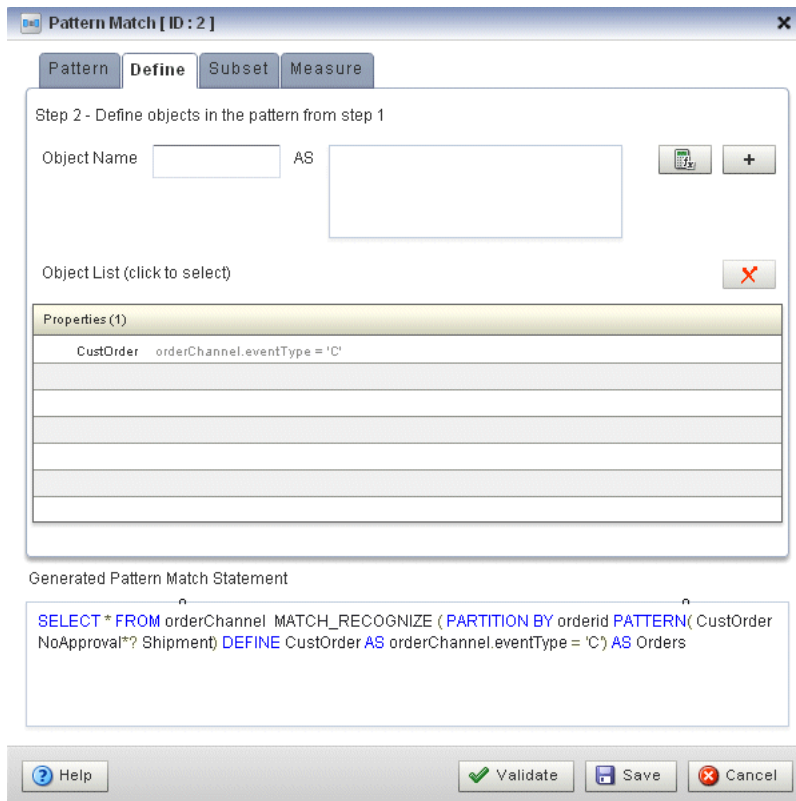 Pattern Match [ ID : 2 ]
Pattern Define Subset Measure
Step 2 - Define objects in the pattern from step 1
Object Name AS
+
Object List (click to select)
Properties (1)
CustOrder orderChannel.eventType = 'C'
Generated Pattern Match Statement
SELECT * FROM orderChannel MATCH_RECOGNIZE ( PARTITION BY orderid PATTERN( CustOrder
NoApproval*? Shipment) DEFINE CustOrder AS orderChannel.eventType = 'C') AS Orders
Help Validate Save Cancel